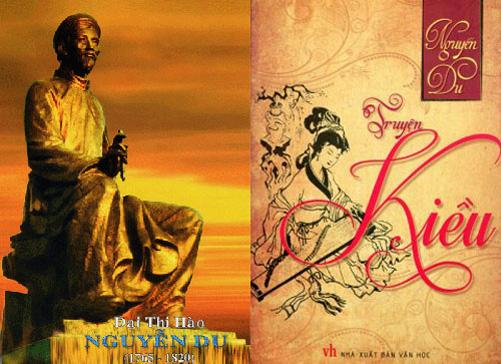 Đại Thi Hào
NGUYỄN DU
(1765 - 1820)
Nguyễn
Du
Truyện
Kiều
vh NHÀ XUẤT BẢN VĂN HỌC